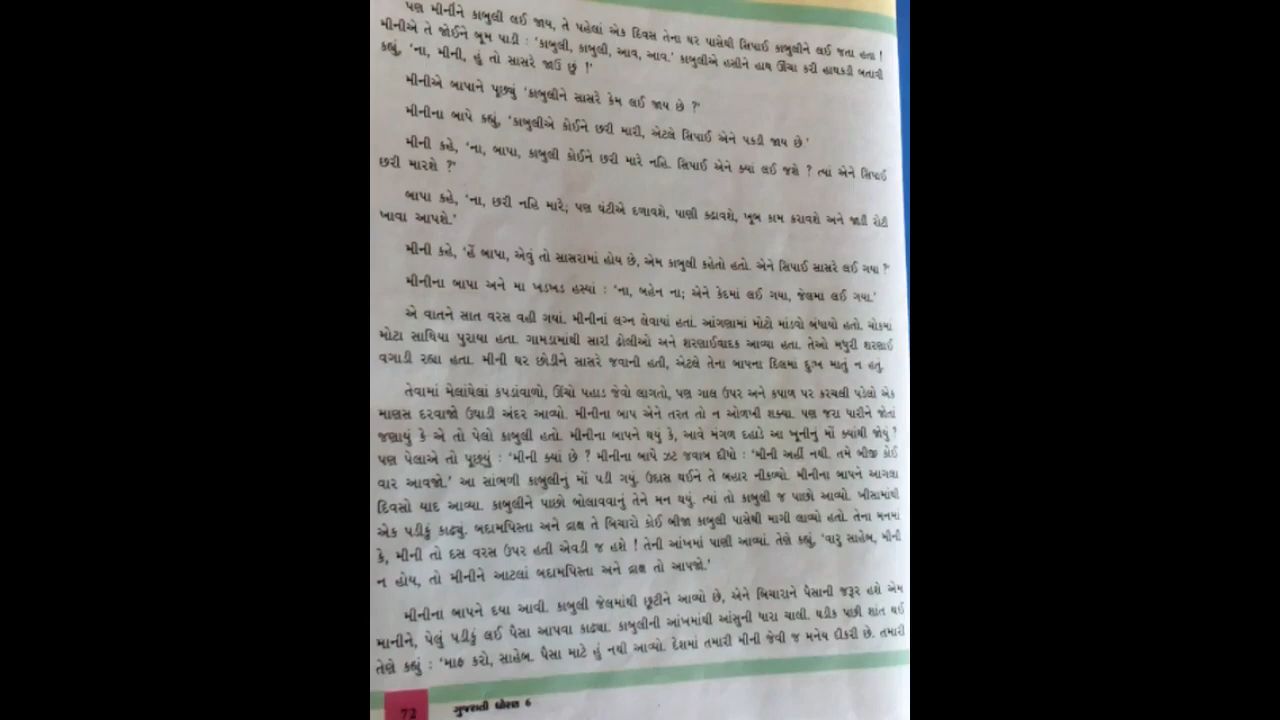 પણ મીનીને કાબુલી લઈ જાય, તે પહેલાં એક દિવસ તેના ઘર પાસેથી સિપાઈ કાબુલીને લઈ જતા હતા !
મીનીએ તે જોઈને બૂમ પાડી : ‘કાબુલી, કાબુલી, આવ, આવ.’ કાબુલીએ હસીને હાથ ઊંચા કરી હાથકડી બતાવી
કહ્યું, ‘ના, મીની, હું તો સાસરે જાઉં છું !’
મીનીએ બાપાને પૂછ્યું ‘કાબુલીને સાસરે કેમ લઈ જાય છે ?’
મીનીના બાપે કહ્યું, ‘કાબુલીએ કોઈને છરી મારી, એટલે સિપાઈ એને પકડી જાય છે.’
મીની કહે, ‘ના, બાપા, કાબુલી કોઈને છરી મારે નહિ. સિપાઈ એને ક્યાં લઈ જશે ? ત્યાં એને સિપાઈ
છરી મારશે ?’
બાપા કહે, ‘ના, છરી નહિ મારે; પણ ઘંટીએ દળાવશે, પાણી કઢાવશે, ખૂબ કામ કરાવશે અને જાડી રોટી
ખાવા આપશે.’
મીની કહે, ‘હેં બાપા, એવું તો સાસરામાં હોય છે, એમ કાબુલી કહેતો હતો. એને સિપાઈ સાસરે લઈ ગયા ?’
મીનીના બાપા અને મા ખડખડ હસ્યાં : ‘ના, બહેન ના; એને કેદમાં લઈ ગયા, જેલમાં લઈ ગયા.’
એ વાતને સાત વરસ વહી ગયાં. મીનીનાં લગ્ન લેવાયાં હતાં. આંગણામાં મોટો માંડવો બંધાયો હતો. ચોકમાં
મોટા સાથિયા પુરાયા હતા. ગામડામાંથી સારા ઢોલીઓ અને શરણાઈવાદક આવ્યા હતા. તેઓ મધુરી શરણાઈ
વગાડી રહ્યા હતા. મીની ઘર છોડીને સાસરે જવાની હતી, એટલે તેના બાપના દિલમાં દુઃખ માતું ન હતું.
તેવામાં મેલાંઘેલાં કપડાંવાળો, ઊંચો પહાડ જેવો લાગતો, પણ ગાલ ઉપર અને કપાળ પર કરચલી પડેલો એક
માણસ દરવાજો ઉઘાડી અંદર આવ્યો. મીનીના બાપ એને તરત તો ન ઓળખી શક્યા. પણ જરા ધારીને જોતાં
જણાયું કે એ તો પેલો કાબુલી હતો. મીનીના બાપને થયું કે, આવે મંગળ દહાડે આ ખૂનીનું મોં ક્યાંથી જોયું ?
પણ પેલાએ તો પૂછ્યું : ‘મીની ક્યાં છે ? મીનીના બાપે ઝટ જવાબ દીધો : ‘મીની અહીં નથી. તમે બીજી કોઈ
વાર આવજો.’ આ સાંભળી કાબુલીનું મોં પડી ગયું. ઉદાસ થઈને તે બહાર નીકળ્યો. મીનીના બાપને આગલા
દિવસો યાદ આવ્યા. કાબુલીને પાછો બોલાવવાનું તેને મન થયું. ત્યાં તો કાબુલી જ પાછો આવ્યો. ખીસામાંથી
એક પડીકું કાઢ્યું. બદામપિસ્તા અને દ્રાક્ષ તે બિચારો કોઈ બીજા કાબુલી પાસેથી માગી લાવ્યો હતો. તેના મનમાં
કે, મીની તો દસ વરસ ઉપર હતી એવડી જ હશે ! તેની આંખમાં પાણી આવ્યાં. તેણે કહ્યું, ‘વારુ સાહેબ, મીની
ન હોય, તો મીનીને આટલાં બદામપિસ્તા અને દ્રાક્ષ તો આપજો.’
મીનીના બાપને દયા આવી. કાબુલી જેલમાંથી છૂટીને આવ્યો છે, એને બિચારાને પૈસાની જરૂર હશે એમ
માનીને, પેલું પડીકું લઈ પૈસા આપવા કાઢ્યા. કાબુલીની આંખમાંથી આંસુની ધારા ચાલી. ઘડીક પછી શાંત થઈ
તેણે કહ્યું : ‘માફ કરો, સાહેબ. પૈસા માટે હું નથી આવ્યો. દેશમાં તમારી મીની જેવી જ મનેય દીકરી છે. તમારી
72 ગુજરાતી ધોરણ 6